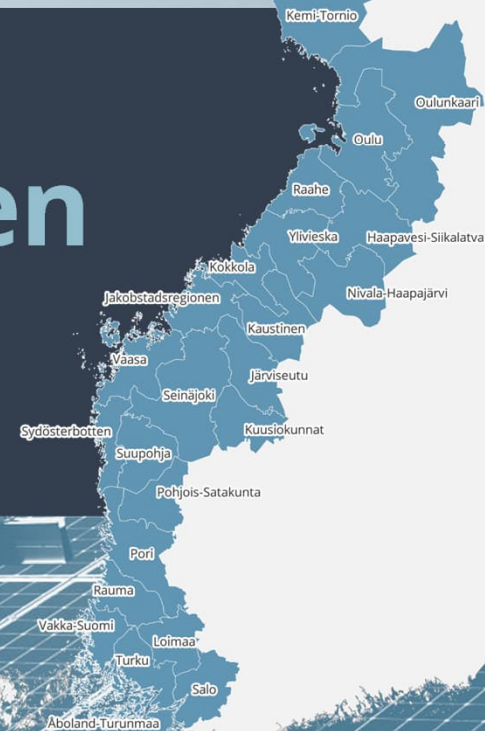 Kemi-Tornio
Oulunkaari
Oulu
en
Raahe
Ylivieska
Haapavesi-Siikalatva
Kokkola
Nivala-Haapajärvi
Jakobstadsregionen
Kaustinen
Vaasa
Järviseutu
Seinäjoki
Sydösterbotten
Kuusiokunnat
Suupohja
Pohjois-Satakunta
Pori
Rauma
Vakka-Suomi
Loimaa
Turku
Salo
Åboland-Turunmaa